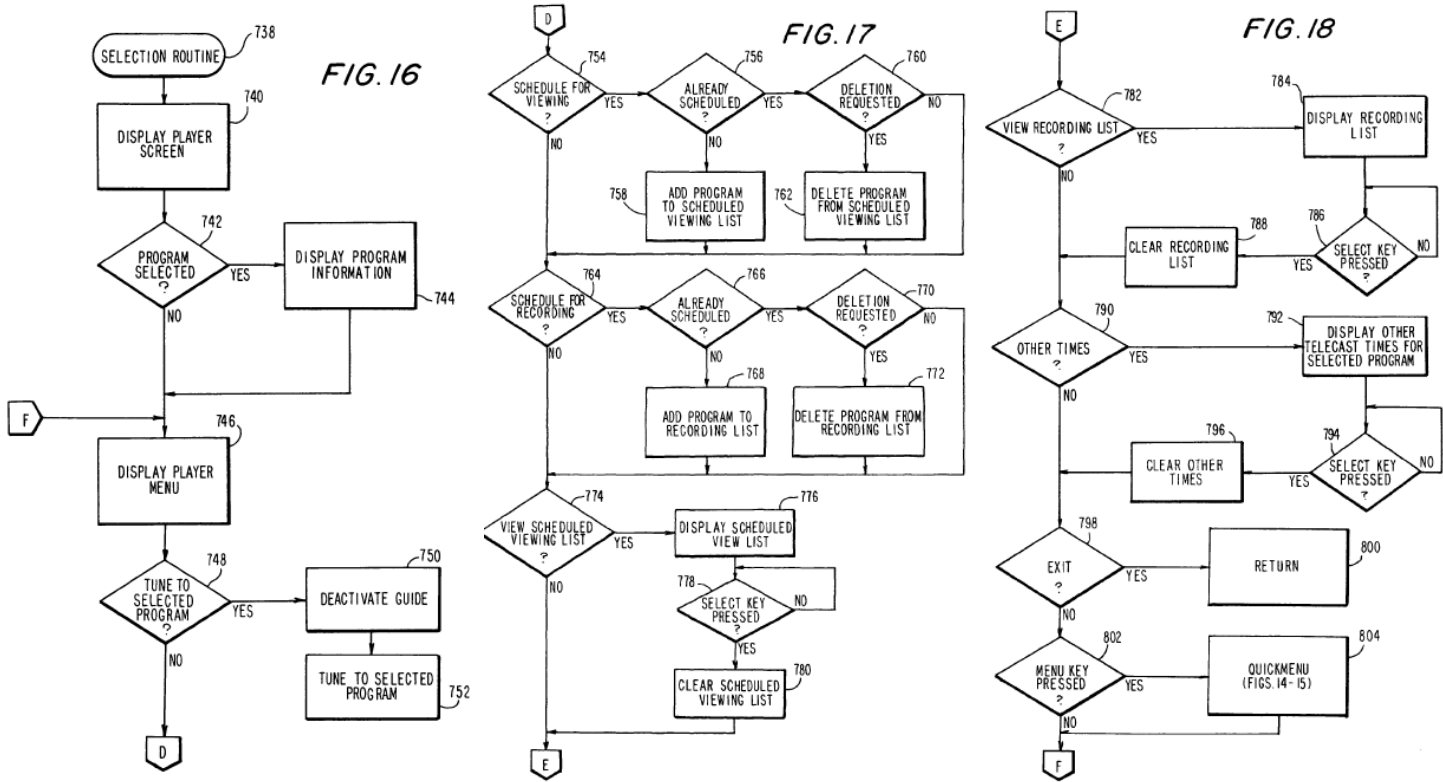 FIG. 16
738
SELECTION ROUTINE
740
DISPLAY PLAYER
SCREEN
742
PROGRAM
SELECTED
?
YES
NO
DISPLAY PROGRAM
INFORMATION
744
F
746
DISPLAY PLAYER
MENU
748
TUNE TO
SELECTED
PROGRAM
?
YES
NO
750
DEACTIVATE GUIDE
TUNE TO SELECTED
PROGRAM
752
D
FIG. 17
D
754
SCHEDULE FOR
VIEWING
?
YES
NO
756
ALREADY
SCHEDULED
?
YES
NO
760
DELETION
REQUESTED
?
NO
YES
758
ADD PROGRAM
TO SCHEDULED
VIEWING LIST
762
DELETE PROGRAM
FROM SCHEDULED
VIEWING LIST
764
SCHEDULE FOR
RECORDING
?
YES
NO
766
ALREADY
SCHEDULED
?
YES
NO
770
DELETION
REQUESTED
?
NO
YES
768
ADD PROGRAM TO
RECORDING LIST
772
DELETE PROGRAM FROM
RECORDING LIST
774
VIEW SCHEDULED
VIEWING LIST
?
YES
NO
776
DISPLAY SCHEDULED
VIEW LIST
778
SELECT KEY
PRESSED
?
NO
YES
780
CLEAR SCHEDULED
VIEWING LIST
E
FIG. 18
E
782
VIEW RECORDING LIST
?
YES
NO
784
DISPLAY RECORDING
LIST
786
SELECT KEY
PRESSED
?
NO
YES
788
CLEAR RECORDING
LIST
790
OTHER TIMES
?
YES
NO
792
DISPLAY OTHER
TELECAST TIMES FOR
SELECTED PROGRAM
794
SELECT KEY
PRESSED
?
NO
YES
796
CLEAR OTHER
TIMES
798
EXIT
?
YES
NO
800
RETURN
802
MENU KEY
PRESSED
?
YES
NO
804
QUICKMENU
(FIGS. 14-15)
F